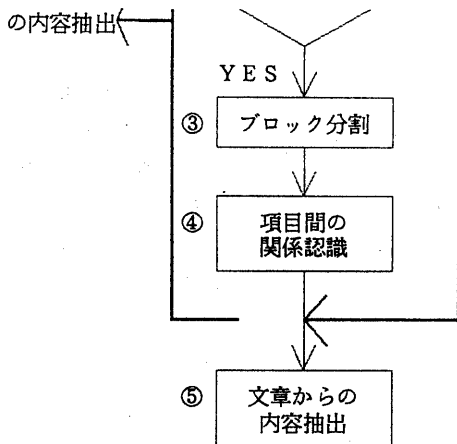 の内容抽出
YES
③ ブロック分割
④ 項目間の
関係認識
⑤ 文章からの
内容抽出